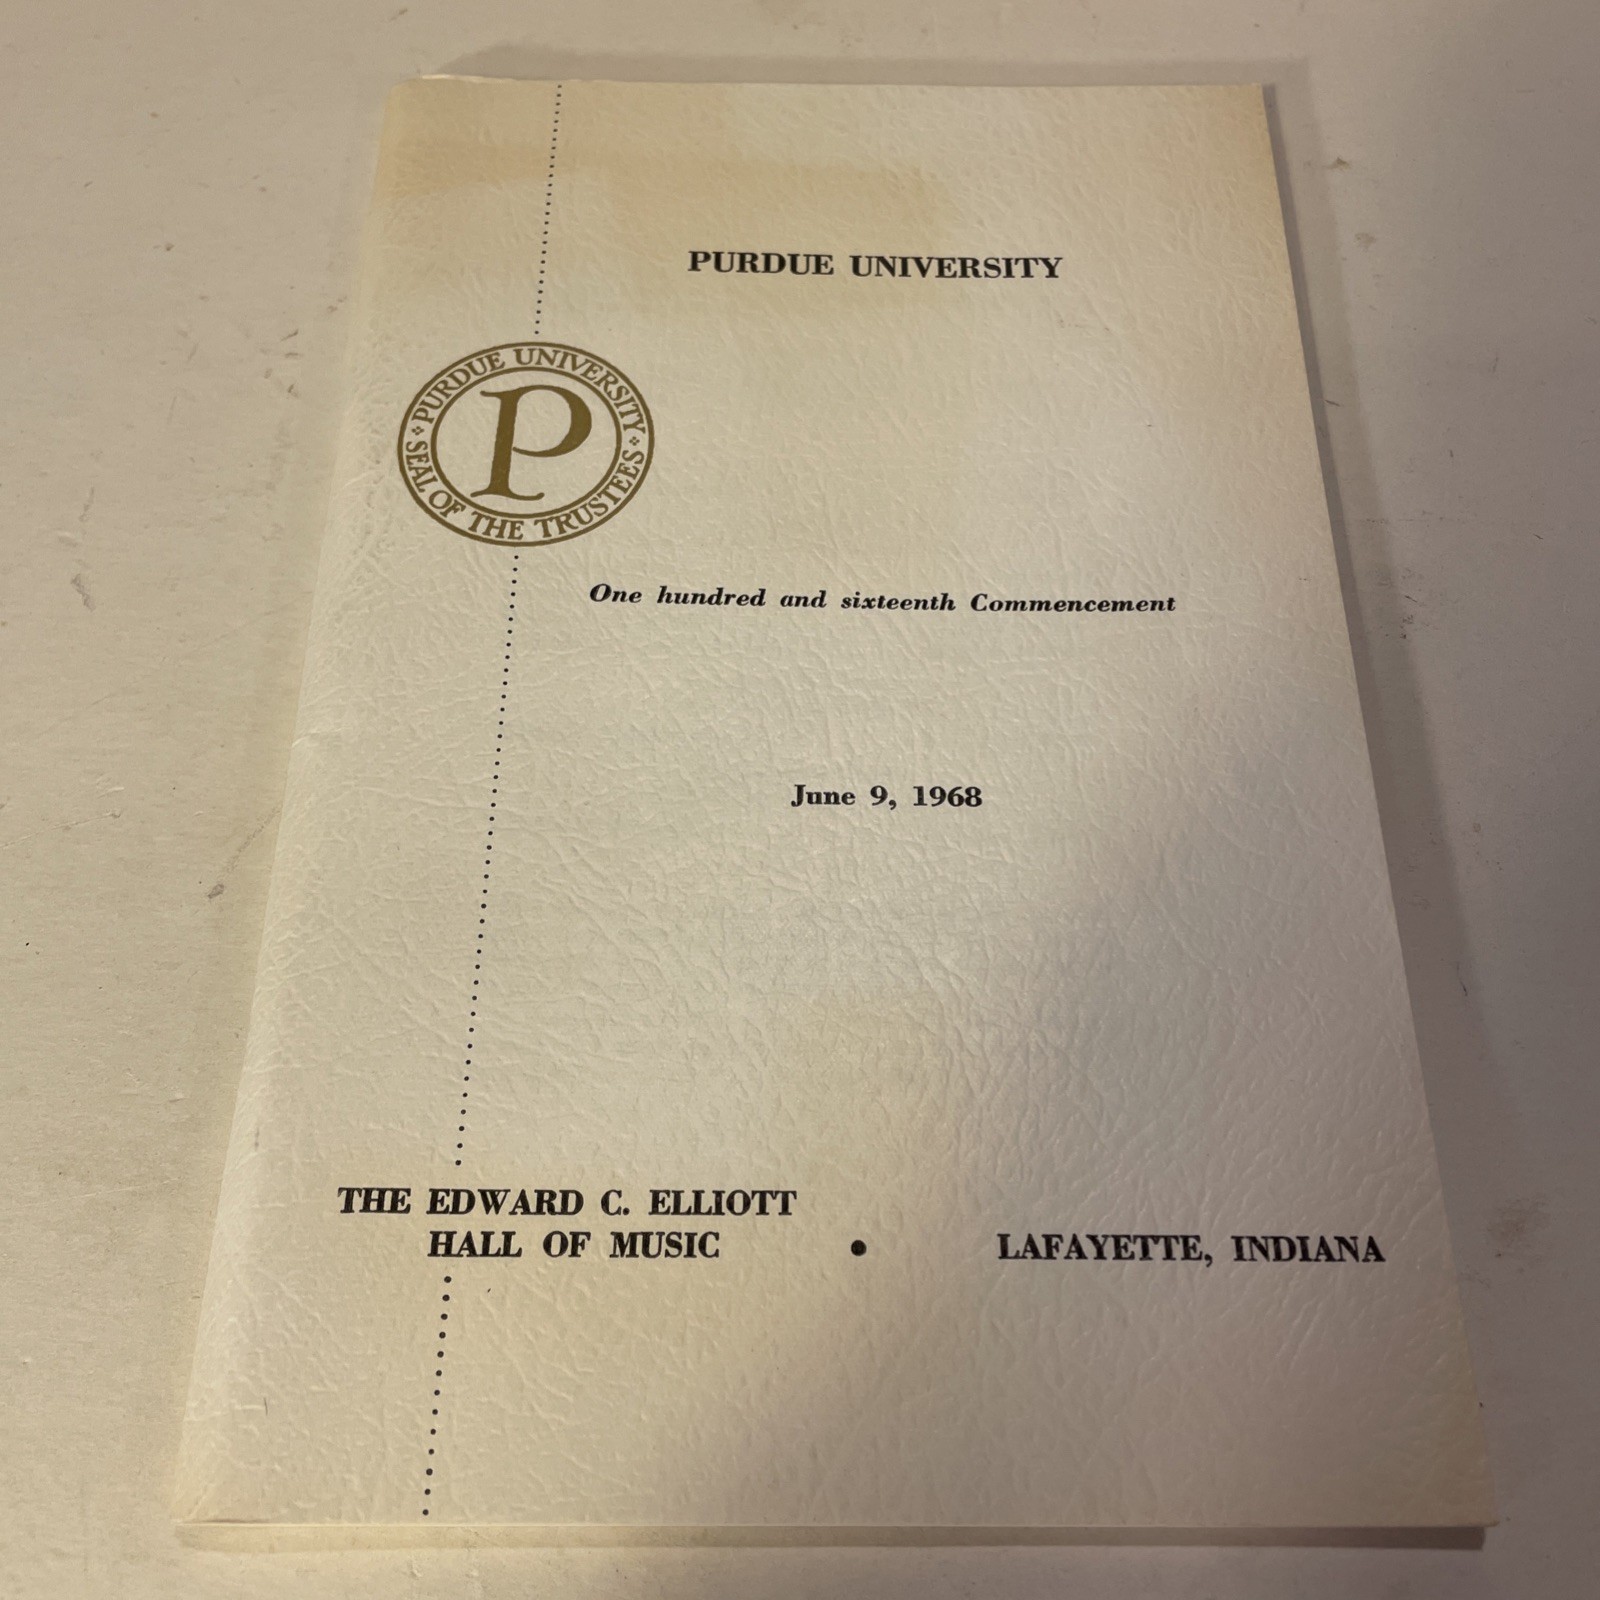 PURDUE UNIVERSITY
PURDUE UNIVERSITY
P
SEAL OF THE TRUSTEES
One hundred and sixteenth Commencement
June 9, 1968
THE EDWARD C. ELLIOTT
HALL OF MUSIC • LAFAYETTE, INDIANA